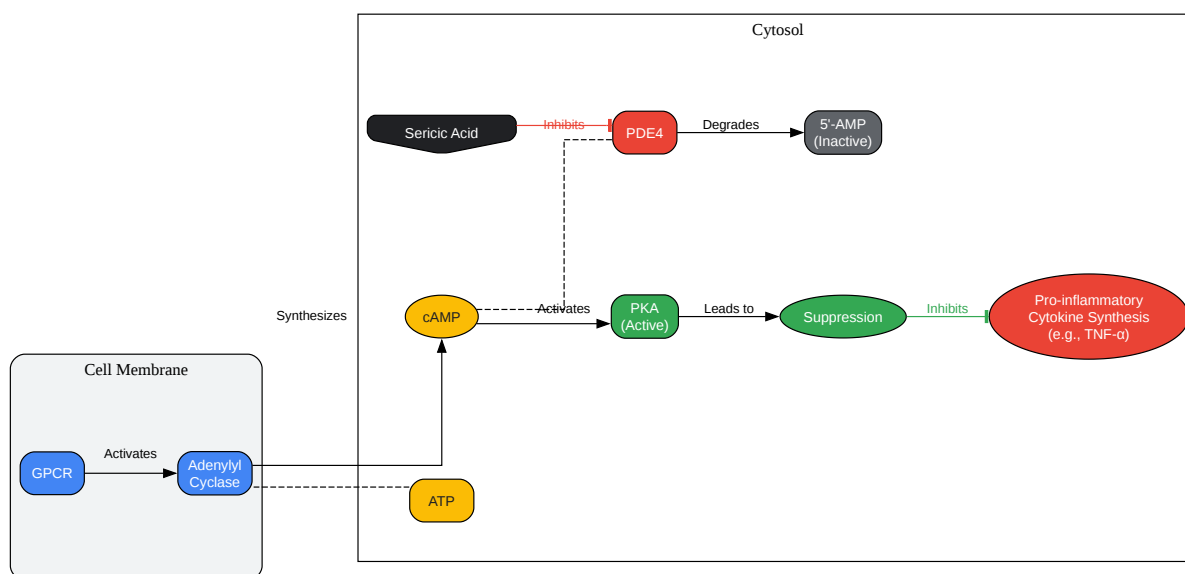 Cytosol
Sericic Acid
Inhibits
PDE4
Degrades
5'-AMP
(Inactive)
Synthesizes
cAMP
Activates
PKA
(Active)
Leads to
Suppression
Inhibits
Pro-inflammatory
Cytokine Synthesis
(e.g., TNF-α)
Cell Membrane
GPCR
Activates
Adenylyl
Cyclase
ATP